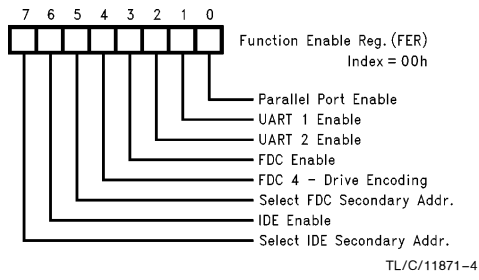 7 6 5 4 3 2 1 0
Function Enable Reg. (FER)
Index = 00h
Parallel Port Enable
UART 1 Enable
UART 2 Enable
FDC Enable
FDC 4 – Drive Encoding
Select FDC Secondary Addr.
IDE Enable
Select IDE Secondary Addr.
TL/C/11871–4